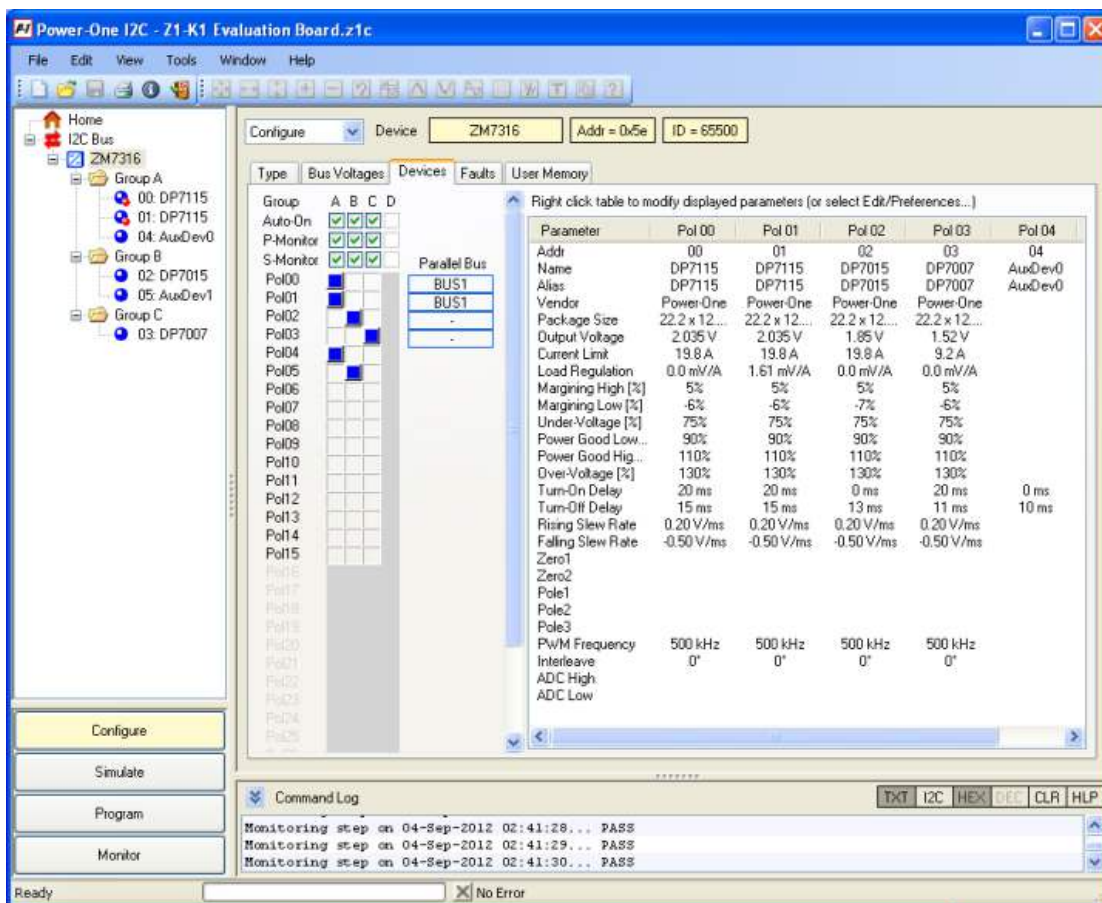 Power-One I2C - Z1-K1 Evaluation Board.z1c
File Edit View Tools Window Help
Home
I2C Bus
ZM7316
Group A
00: DP7115
01: DP7115
04: AuxDev0
Group B
02: DP7015
05: AuxDev1
Group C
03: DP7007
Configure
Simulate
Program
Monitor
Configure Device ZM7316 Addr = 0x5e ID = 65500
Type Bus Voltages Devices Faults User Memory
Group A B C D
Auto-On
P-Monitor
S-Monitor
Parallel Bus
Pol00 BUS1
Pol01 BUS1
Pol02 -
Pol03 -
Pol04
Pol05
Pol06
Pol07
Pol08
Pol09
Pol10
Pol11
Pol12
Pol13
Pol14
Pol15
Pol16
Pol17
Pol18
Pol19
Pol20
Pol21
Pol22
Pol23
Pol24
Pol25
Right click table to modify displayed parameters (or select Edit/Preferences...)
Parameter Pol 00 Pol 01 Pol 02 Pol 03 Pol 04
Addr 00 01 02 03 04
Name DP7115 DP7115 DP7015 DP7007 AuxDev0
Alias DP7115 DP7115 DP7015 DP7007 AuxDev0
Vendor Power-One Power-One Power-One Power-One
Package Size 22.2 x 12.... 22.2 x 12.... 22.2 x 12.... 22.2 x 12....
Output Voltage 2.035 V 2.035 V 1.85 V 1.52 V
Current Limit 19.8 A 19.8 A 19.8 A 9.2 A
Load Regulation 0.0 mV/A 1.61 mV/A 0.0 mV/A 0.0 mV/A
Margining High [%] 5% 5% 5% 5%
Margining Low [%] -6% -6% -7% -6%
Under-Voltage [%] 75% 75% 75% 75%
Power Good Low... 90% 90% 90% 90%
Power Good Hig... 110% 110% 110% 110%
Over-Voltage [%] 130% 130% 130% 130%
Turn-On Delay 20 ms 20 ms 0 ms 20 ms 0 ms
Turn-Off Delay 15 ms 15 ms 13 ms 11 ms 10 ms
Rising Slew Rate 0.20 V/ms 0.20 V/ms 0.20 V/ms 0.20 V/ms
Falling Slew Rate -0.50 V/ms -0.50 V/ms -0.50 V/ms -0.50 V/ms
Zero1
Zero2
Pole1
Pole2
Pole3
PWM Frequency 500 kHz 500 kHz 500 kHz 500 kHz
Interleave 0° 0° 0° 0°
ADC High
ADC Low
Command Log TXT I2C HEX DEC CLR HLP
Monitoring step on 04-Sep-2012 02:41:28... PASS
Monitoring step on 04-Sep-2012 02:41:29... PASS
Monitoring step on 04-Sep-2012 02:41:30... PASS
Ready No Error